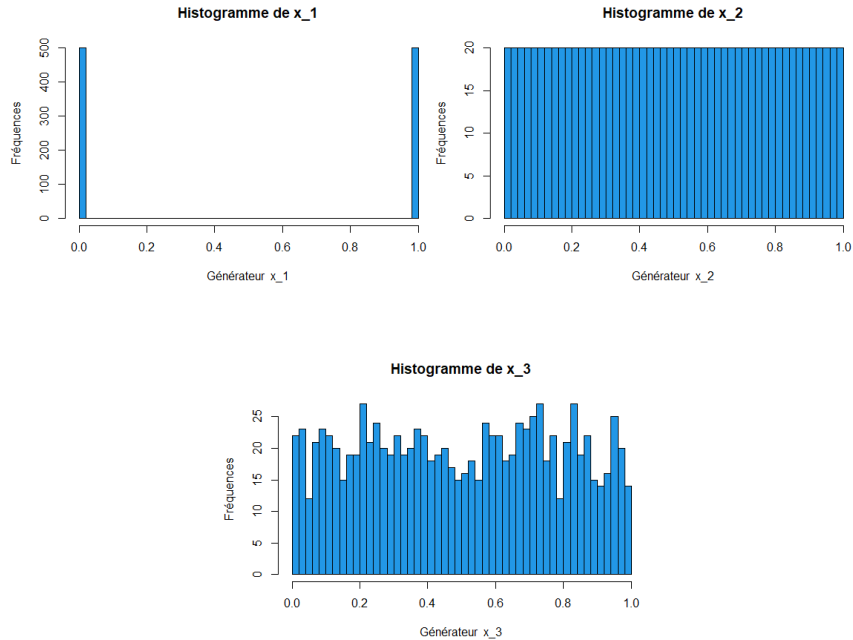 Histogramme de x_1
Fréquences
500
400
300
200
100
0
0.0 0.2 0.4 0.6 0.8 1.0
Générateur x_1
Histogramme de x_2
Fréquences
20
15
10
5
0
0.0 0.2 0.4 0.6 0.8 1.0
Générateur x_2
Histogramme de x_3
Fréquences
25
20
15
10
5
0
0.0 0.2 0.4 0.6 0.8 1.0
Générateur x_3